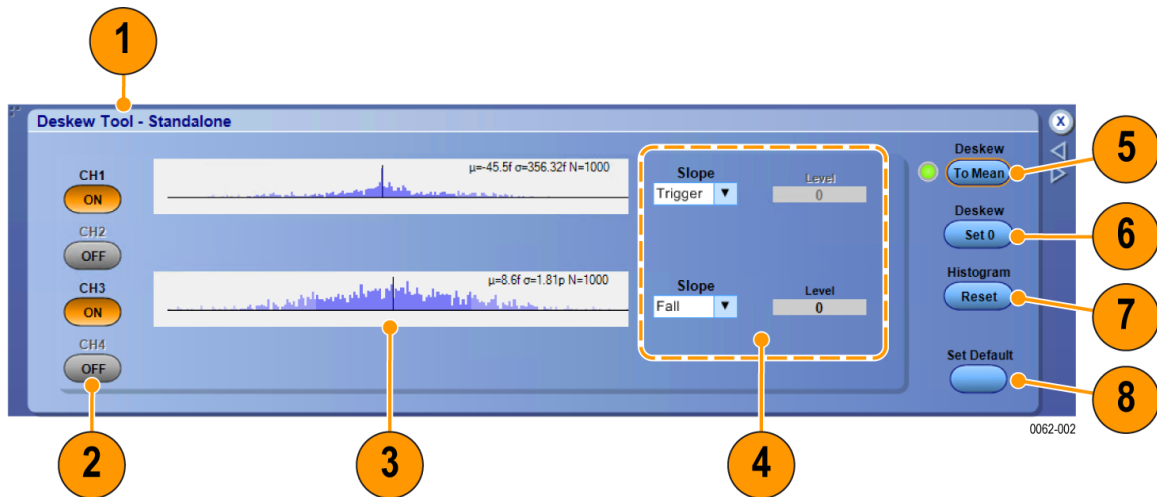 1
Deskew Tool - Standalone
X
CH1
ON
μ=-45.5f σ=356.32f N=1000
Slope
Trigger
Level
0
Deskew
To Mean
5
CH2
OFF
Deskew
Set 0
6
CH3
ON
μ=8.6f σ=1.81p N=1000
Slope
Fall
Level
0
Histogram
Reset
7
CH4
OFF
Set Default
8
0062-002
2
3
4